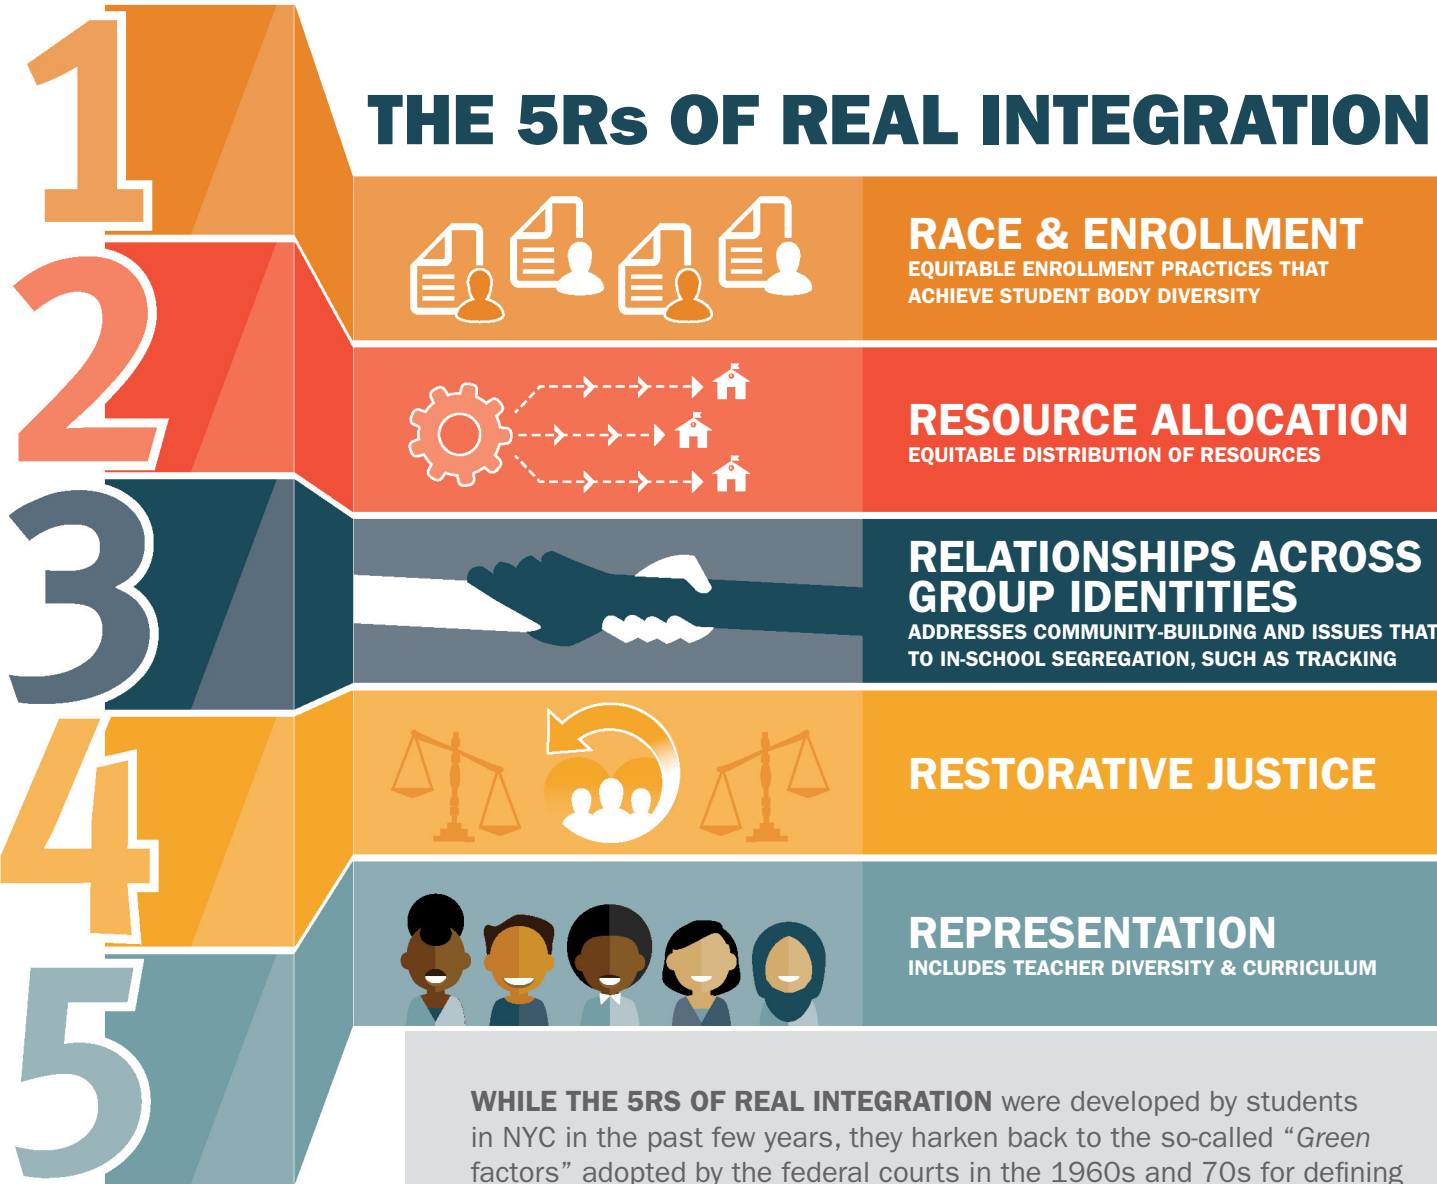 1
THE 5Rs OF REAL INTEGRATION
RACE & ENROLLMENT
EQUITABLE ENROLLMENT PRACTICES THAT
ACHIEVE STUDENT BODY DIVERSITY
2
RESOURCE ALLOCATION
EQUITABLE DISTRIBUTION OF RESOURCES
3
RELATIONSHIPS ACROSS
GROUP IDENTITIES
ADDRESSES COMMUNITY-BUILDING AND ISSUES THAT
TO IN-SCHOOL SEGREGATION, SUCH AS TRACKING
4
RESTORATIVE JUSTICE
5
REPRESENTATION
INCLUDES TEACHER DIVERSITY & CURRICULUM
WHILE THE 5RS OF REAL INTEGRATION were developed by students
in NYC in the past few years, they harken back to the so-called “Green
factors” adopted by the federal courts in the 1960s and 70s for defining